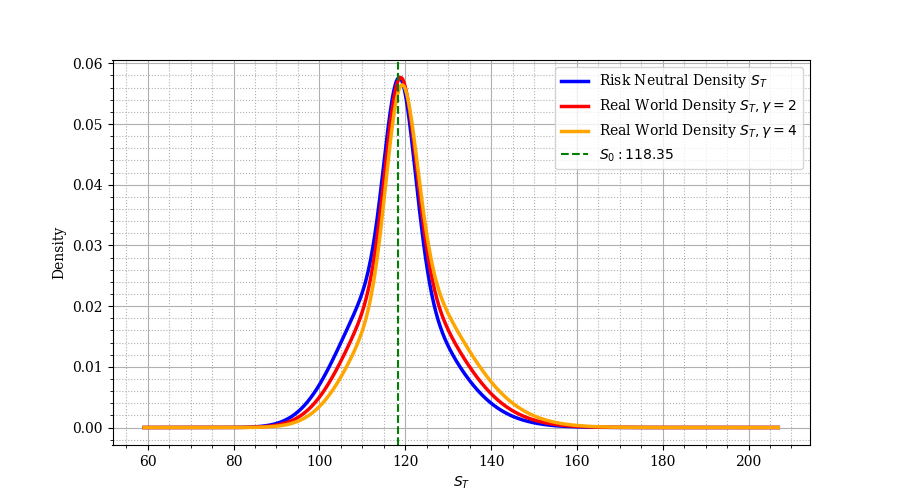 0.06
0.05
0.04
0.03
0.02
0.01
0.00
Density
60 80 100 120 140 160 180 200
S_T
Risk Neutral Density S_T
Real World Density S_T, γ = 2
Real World Density S_T, γ = 4
S_0 : 118.35